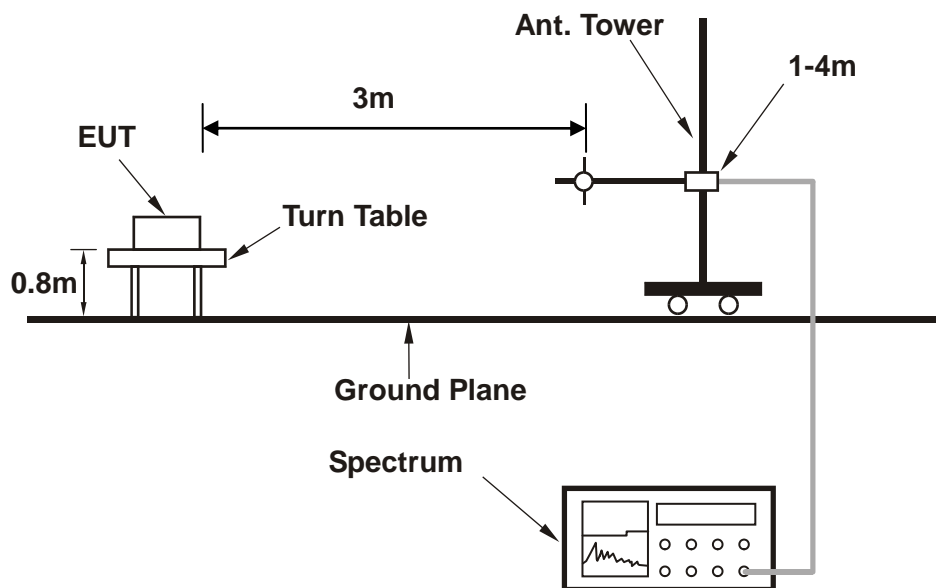 Ant. Tower
1-4m
3m
EUT
Turn Table
0.8m
Ground Plane
Spectrum